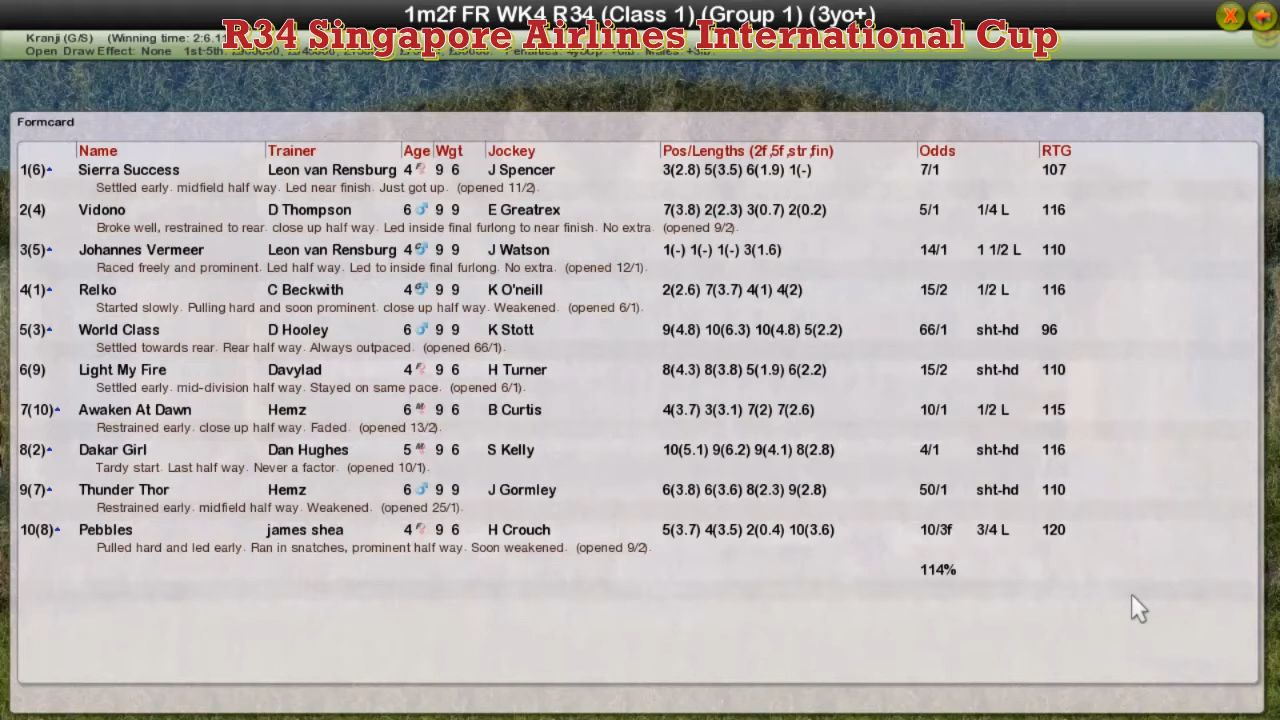 1m2f FR WK4 R34 (Class 1) (Group 1) (3yo+)
R34 Singapore Airlines International Cup
Kranji (G/S) (Winning time: 2:6.1
Open Draw Effect: None 1st-5th:
Formcard
Name Trainer Age Wgt Jockey Pos/Lengths (2f,5f,str,fin) Odds RTG
1(6) Sierra Success Leon van Rensburg 4 9 6 J Spencer 3(2.8) 5(3.5) 6(1.9) 1(-) 7/1 107
Settled early. midfield half way. Led near finish. Just got up. (opened 11/2).
2(4) Vidono D Thompson 6 9 9 E Greatrex 7(3.8) 2(2.3) 3(0.7) 2(0.2) 5/1 1/4 L 116
Broke well, restrained to rear. close up half way. Led inside final furlong to near finish. No extra. (opened 9/2).
3(5) Johannes Vermeer Leon van Rensburg 4 9 9 J Watson 1(-) 1(-) 1(-) 3(1.6) 14/1 1 1/2 L 110
Raced freely and prominent. Led half way. Led to inside final furlong. No extra. (opened 12/1).
4(1) Relko C Beckwith 4 9 9 K O'neill 2(2.6) 7(3.7) 4(1) 4(2) 15/2 1/2 L 116
Started slowly. Pulling hard and soon prominent. close up half way. Weakened. (opened 6/1).
5(3) World Class D Hooley 6 9 9 K Stott 9(4.8) 10(6.3) 10(4.8) 5(2.2) 66/1 sht-hd 96
Settled towards rear. Rear half way. Always outpaced. (opened 66/1).
6(9) Light My Fire Davylad 4 9 6 H Turner 8(4.3) 8(3.8) 5(1.9) 6(2.2) 15/2 sht-hd 110
Settled early. mid-division half way. Stayed on same pace. (opened 6/1).
7(10) Awaken At Dawn Hemz 6 9 6 B Curtis 4(3.7) 3(3.1) 7(2) 7(2.6) 10/1 1/2 L 115
Restrained early. close up half way. Faded. (opened 13/2).
8(2) Dakar Girl Dan Hughes 5 9 6 S Kelly 10(5.1) 9(6.2) 9(4.1) 8(2.8) 4/1 sht-hd 116
Tardy start. Last half way. Never a factor. (opened 10/1).
9(7) Thunder Thor Hemz 6 9 9 J Gormley 6(3.8) 6(3.6) 8(2.3) 9(2.8) 50/1 sht-hd 110
Restrained early. midfield half way. Weakened. (opened 25/1).
10(8) Pebbles james shea 4 9 6 H Crouch 5(3.7) 4(3.5) 2(0.4) 10(3.6) 10/3f 3/4 L 120
Pulled hard and led early. Ran in snatches, prominent half way. Soon weakened. (opened 9/2).
114%